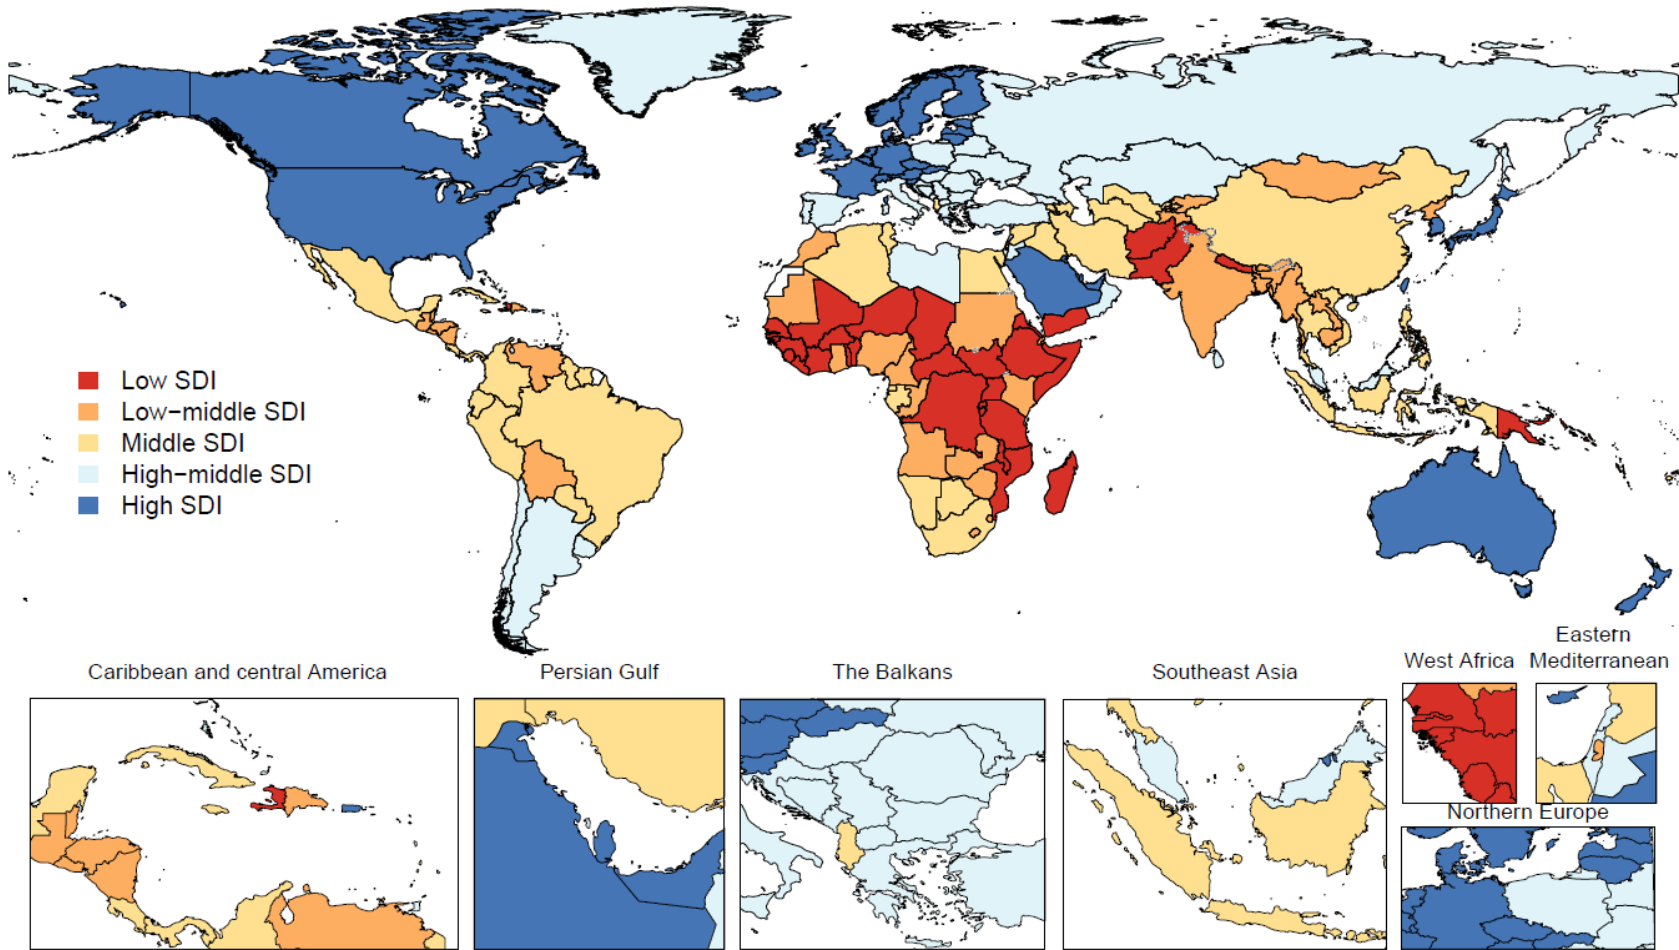 Low SDI
Low-middle SDI
Middle SDI
High-middle SDI
High SDI
Caribbean and central America
Persian Gulf
The Balkans
Southeast Asia
West Africa
Eastern
Mediterranean
Northern Europe